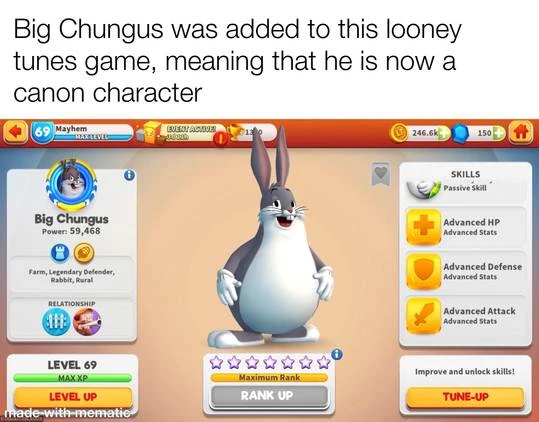 Big Chungus was added to this looney
tunes game, meaning that he is now a
canon character
69 Mayhem
MAX LEVEL
EVENT ACTIVE!
246.6k
150
Big Chungus
Power: 59,468
Farm, Legendary Defender,
Rabbit, Rural
RELATIONSHIP
SKILLS
Passive Skill
Advanced HP
Advanced Stats
Advanced Defense
Advanced Stats
Advanced Attack
Advanced Stats
LEVEL 69
MAX XP
LEVEL UP
Maximum Rank
RANK UP
Improve and unlock skills!
TUNE-UP
made with mematic